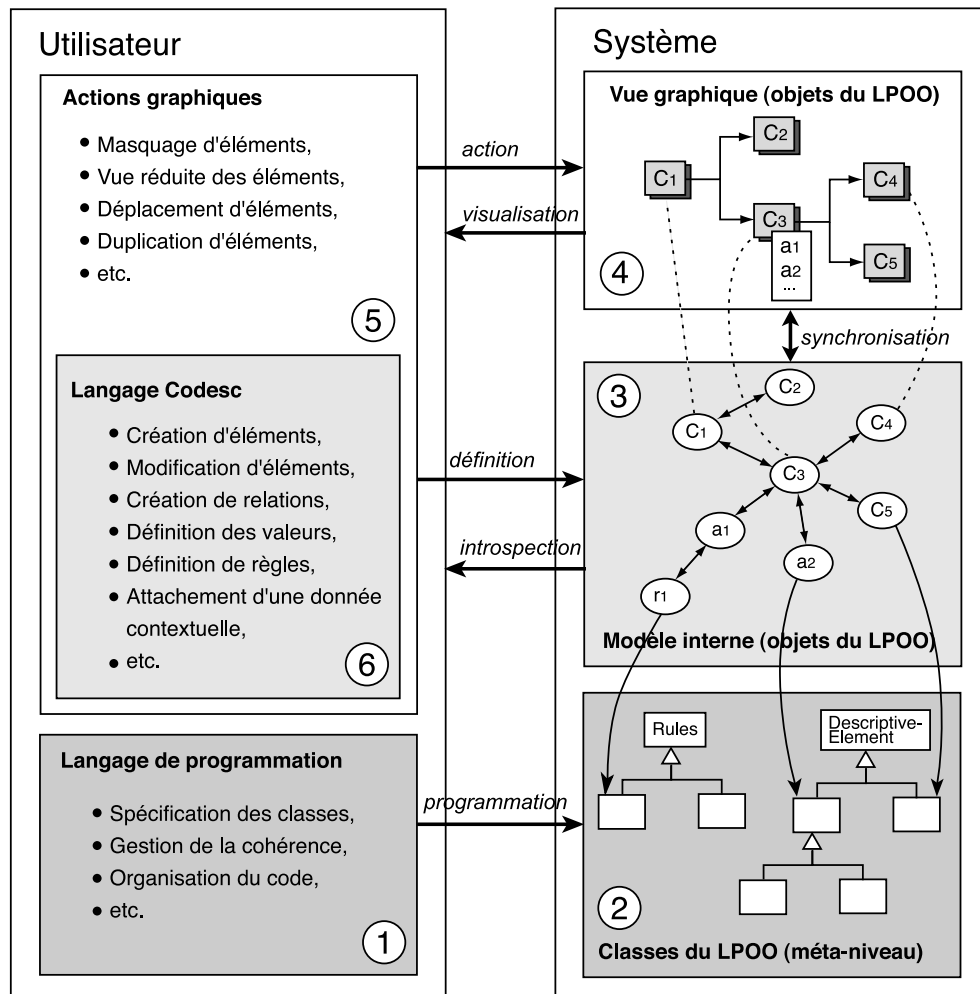 Utilisateur
Actions graphiques
• Masquage d'éléments,
• Vue réduite des éléments,
• Déplacement d'éléments,
• Duplication d'éléments,
• etc.
5
Langage Codesc
• Création d'éléments,
• Modification d'éléments,
• Création de relations,
• Définition des valeurs,
• Définition de règles,
• Attachement d'une donnée
contextuelle,
• etc.
6
Langage de programmation
• Spécification des classes,
• Gestion de la cohérence,
• Organisation du code,
• etc.
1
action
visualisation
définition
introspection
programmation
Système
Vue graphique (objets du LPOO)
C2
C1
C4
C3
a1
a2
...
C5
4
synchronisation
3
C2
C1
C4
C3
C5
a1
a2
r1
Modèle interne (objets du LPOO)
Rules
Descriptive-
Element
2
Classes du LPOO (méta-niveau)